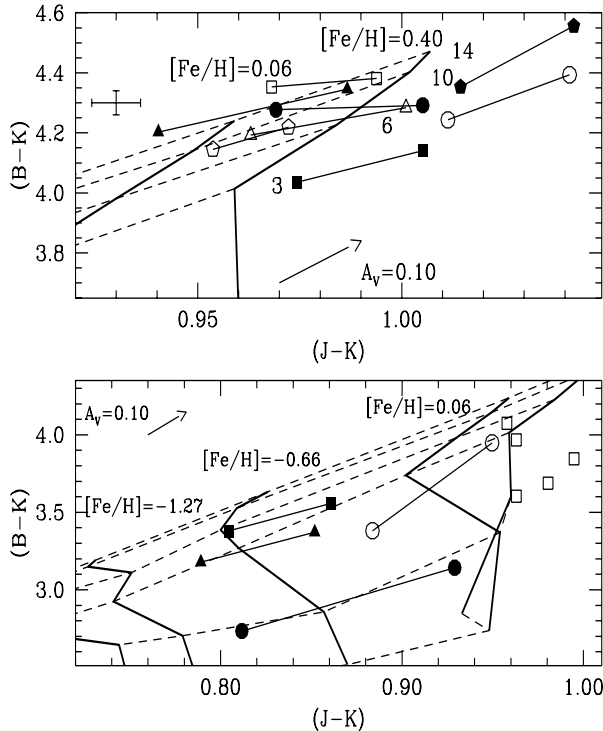 4.6
4.4
4.2
4.0
3.8
(B−K)
[Fe/H]=0.40
[Fe/H]=0.06
14
10
6
3
A_V=0.10
0.95
1.00
(J−K)
4.0
3.5
3.0
(B−K)
A_V=0.10
[Fe/H]=0.06
[Fe/H]=−0.66
[Fe/H]=−1.27
0.80
0.90
1.00
(J−K)